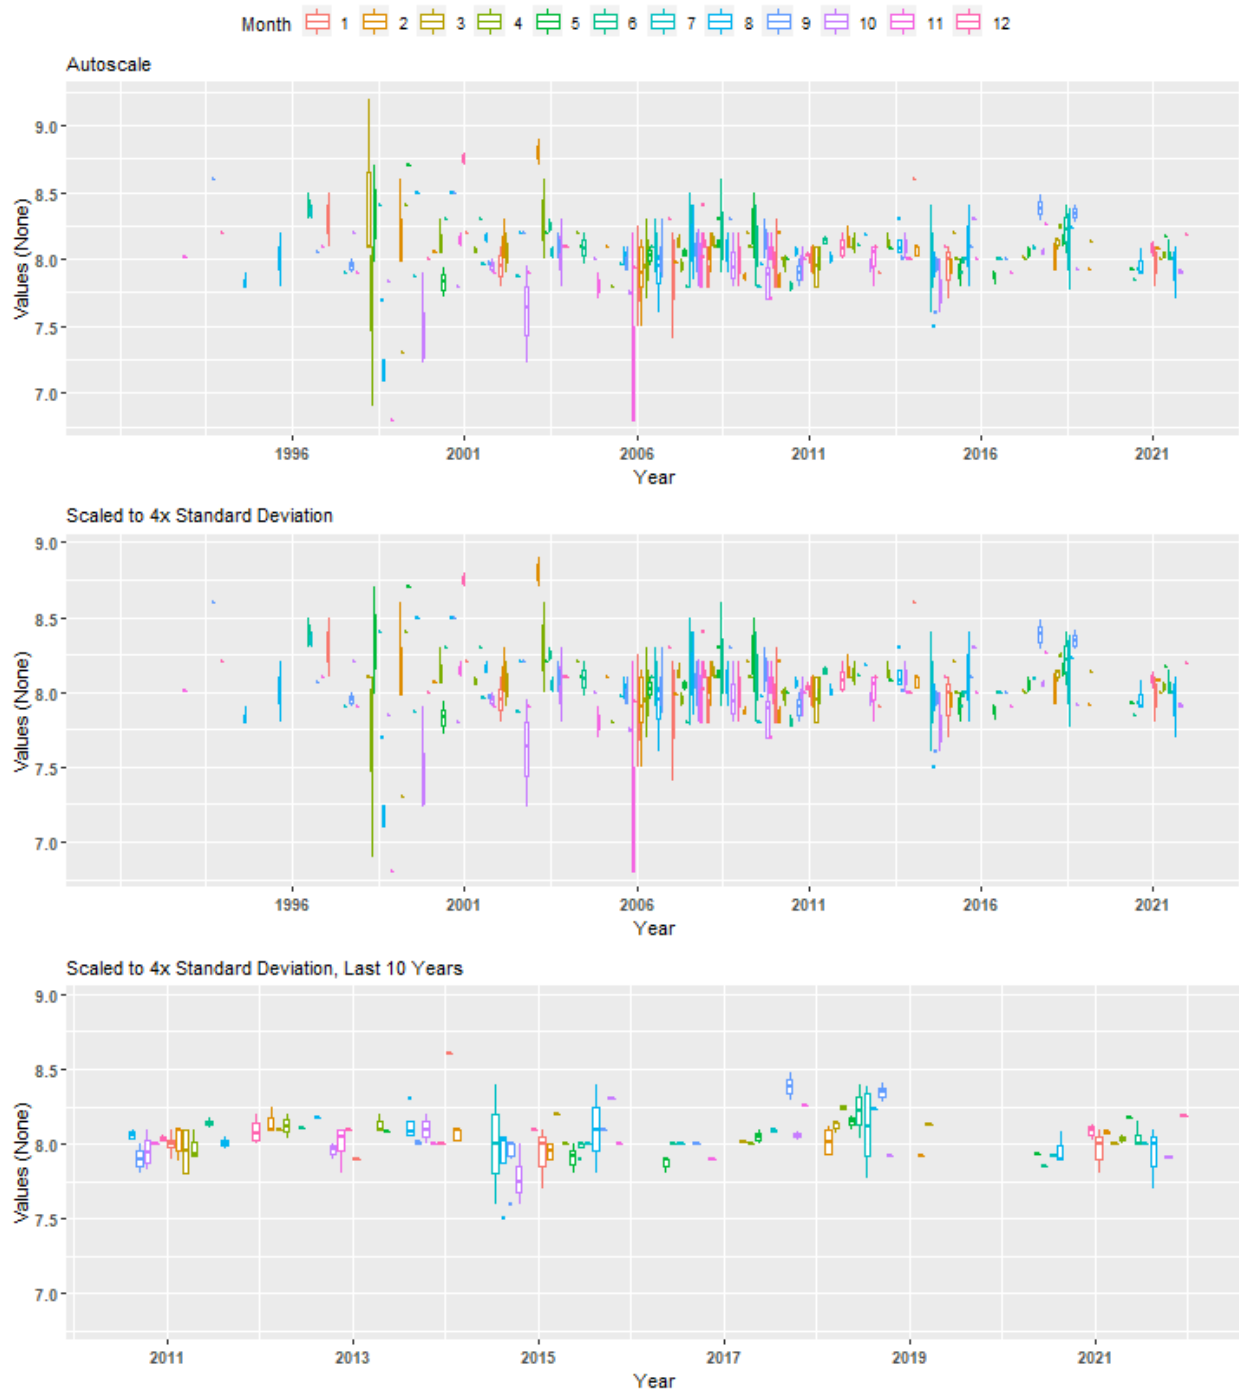 Month 1 2 3 4 5 6 7 8 9 10 11 12
Autoscale
Values (None)
9.0
8.5
8.0
7.5
7.0
1996 2001 2006 2011 2016 2021
Year
Scaled to 4x Standard Deviation
Values (None)
9.0
8.5
8.0
7.5
7.0
1996 2001 2006 2011 2016 2021
Year
Scaled to 4x Standard Deviation, Last 10 Years
Values (None)
9.0
8.5
8.0
7.5
7.0
2011 2013 2015 2017 2019 2021
Year